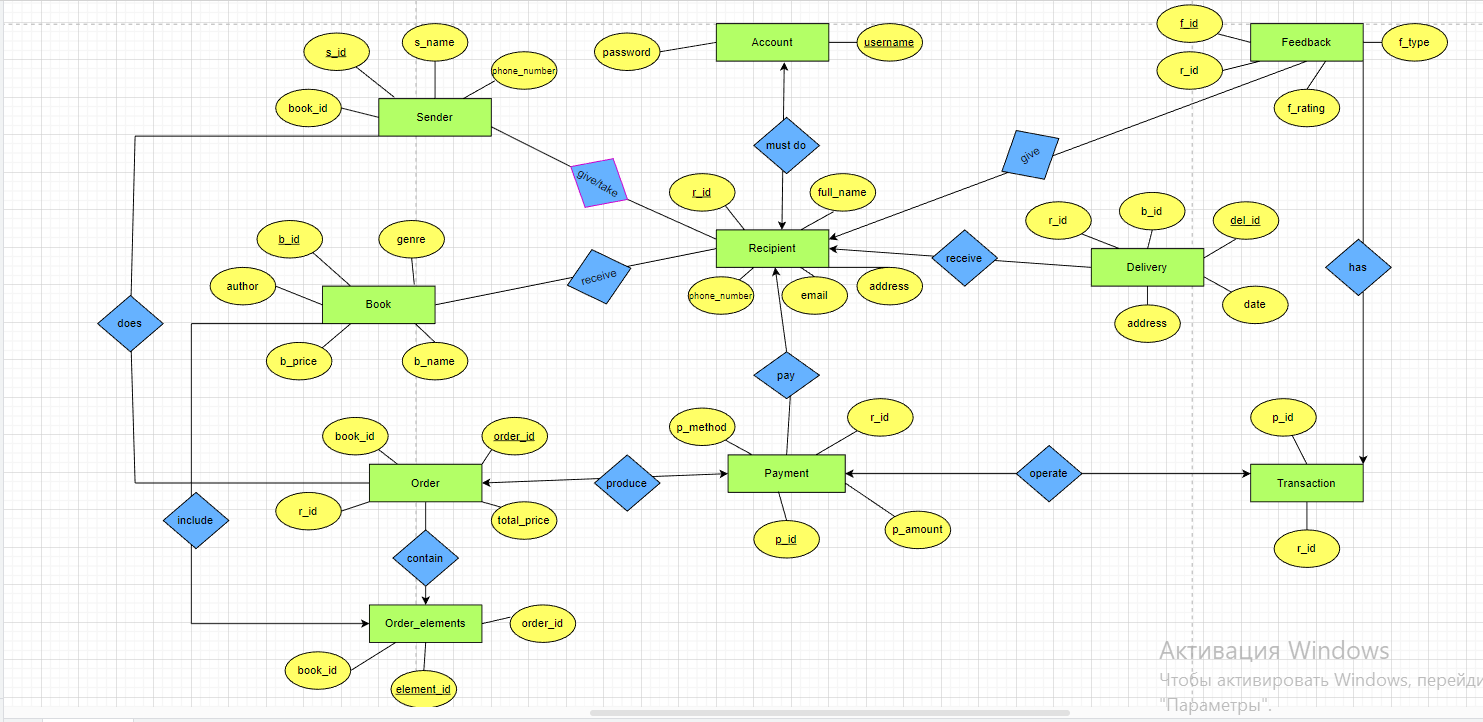 s_id
s_name
phone_number
book_id
Sender
password
Account
username
f_id
Feedback
f_type
r_id
f_rating
must do
give
give/take
r_id
full_name
Recipient
phone_number
email
address
receive
r_id
b_id
del_id
Delivery
date
address
has
b_id
genre
author
Book
receive
b_price
b_name
does
pay
book_id
order_id
Order
r_id
total_price
produce
p_method
r_id
Payment
p_id
p_amount
operate
p_id
Transaction
r_id
include
contain
Order_elements
order_id
book_id
element_id
Активация Windows
Чтобы активировать Windows, перейди
"Параметры".